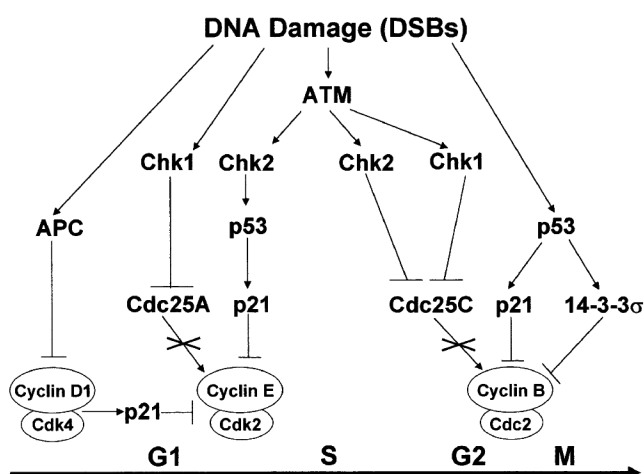 DNA Damage (DSBs)
ATM
Chk1 Chk2 Chk2 Chk1
APC p53 p53
Cdc25A p21 Cdc25C p21 14-3-3σ
Cyclin D1 Cyclin E Cyclin B
Cdk4 p21 Cdk2 Cdc2
G1 S G2 M